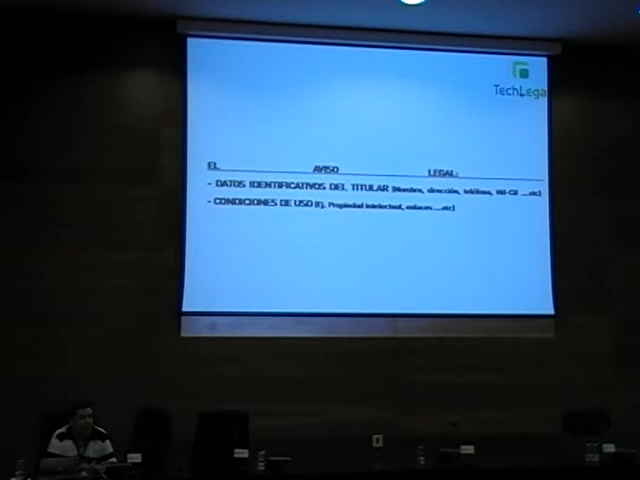 TechLega
EL AVISO LEGAL:
- DATOS IDENTIFICATIVOS DEL TITULAR (Nombre, dirección, teléfono, NIF-CIF ...etc)
- CONDICIONES DE USO (Ej. Propiedad intelectual, enlaces ...etc)